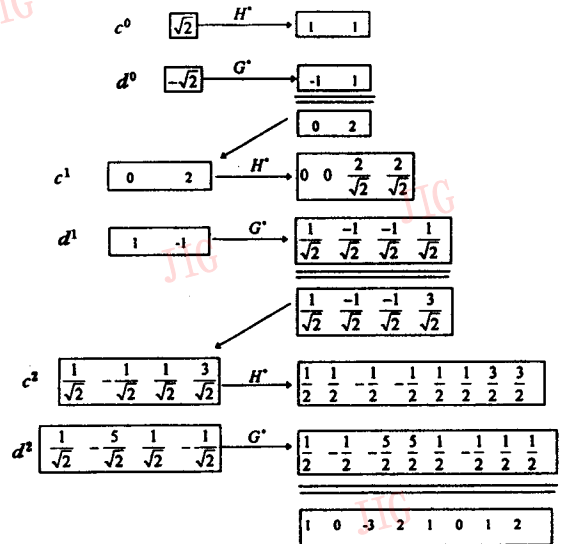 JIG
c⁰ √2 H* 1 1
d⁰ -√2 G* -1 1
0 2
c¹ 0 2 H* 0 0 2/√2 2/√2
JIG
d¹ 1 -1 G* 1/√2 -1/√2 -1/√2 1/√2
JIG
1/√2 -1/√2 -1/√2 3/√2
c² 1/√2 -1/√2 1/√2 3/√2 H* 1/2 1/2 -1/2 -1/2 1/2 1/2 3/2 3/2
d² 1/√2 -5/√2 1/√2 -1/√2 G* 1/2 -1/2 -5/2 5/2 1/2 -1/2 1/2 1/2
JIG
1 0 -3 2 1 0 1 2